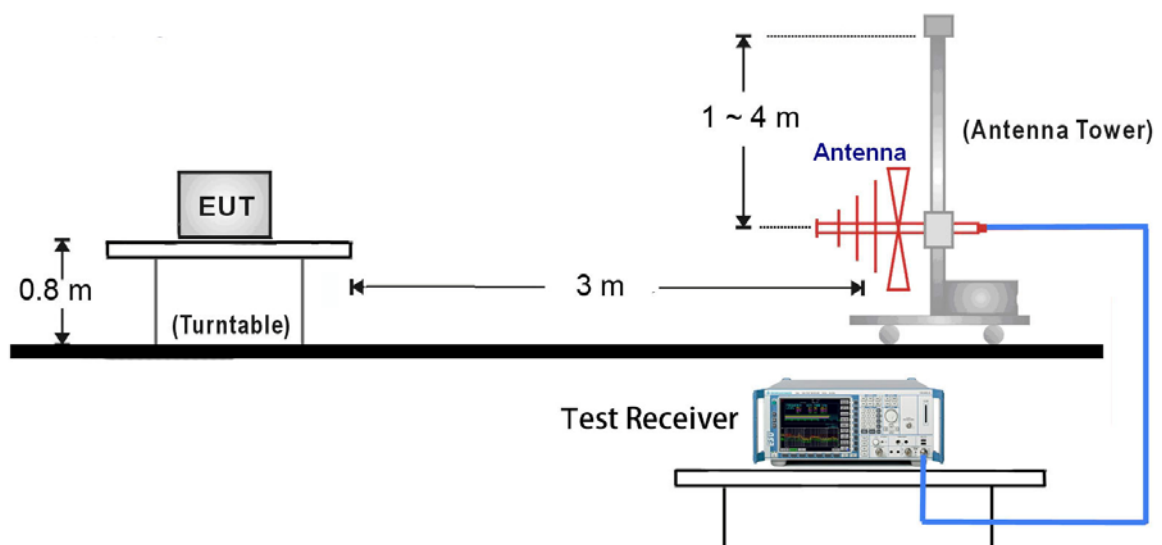 1 ~ 4 m
(Antenna Tower)
Antenna
EUT
0.8 m
3 m
(Turntable)
Test Receiver